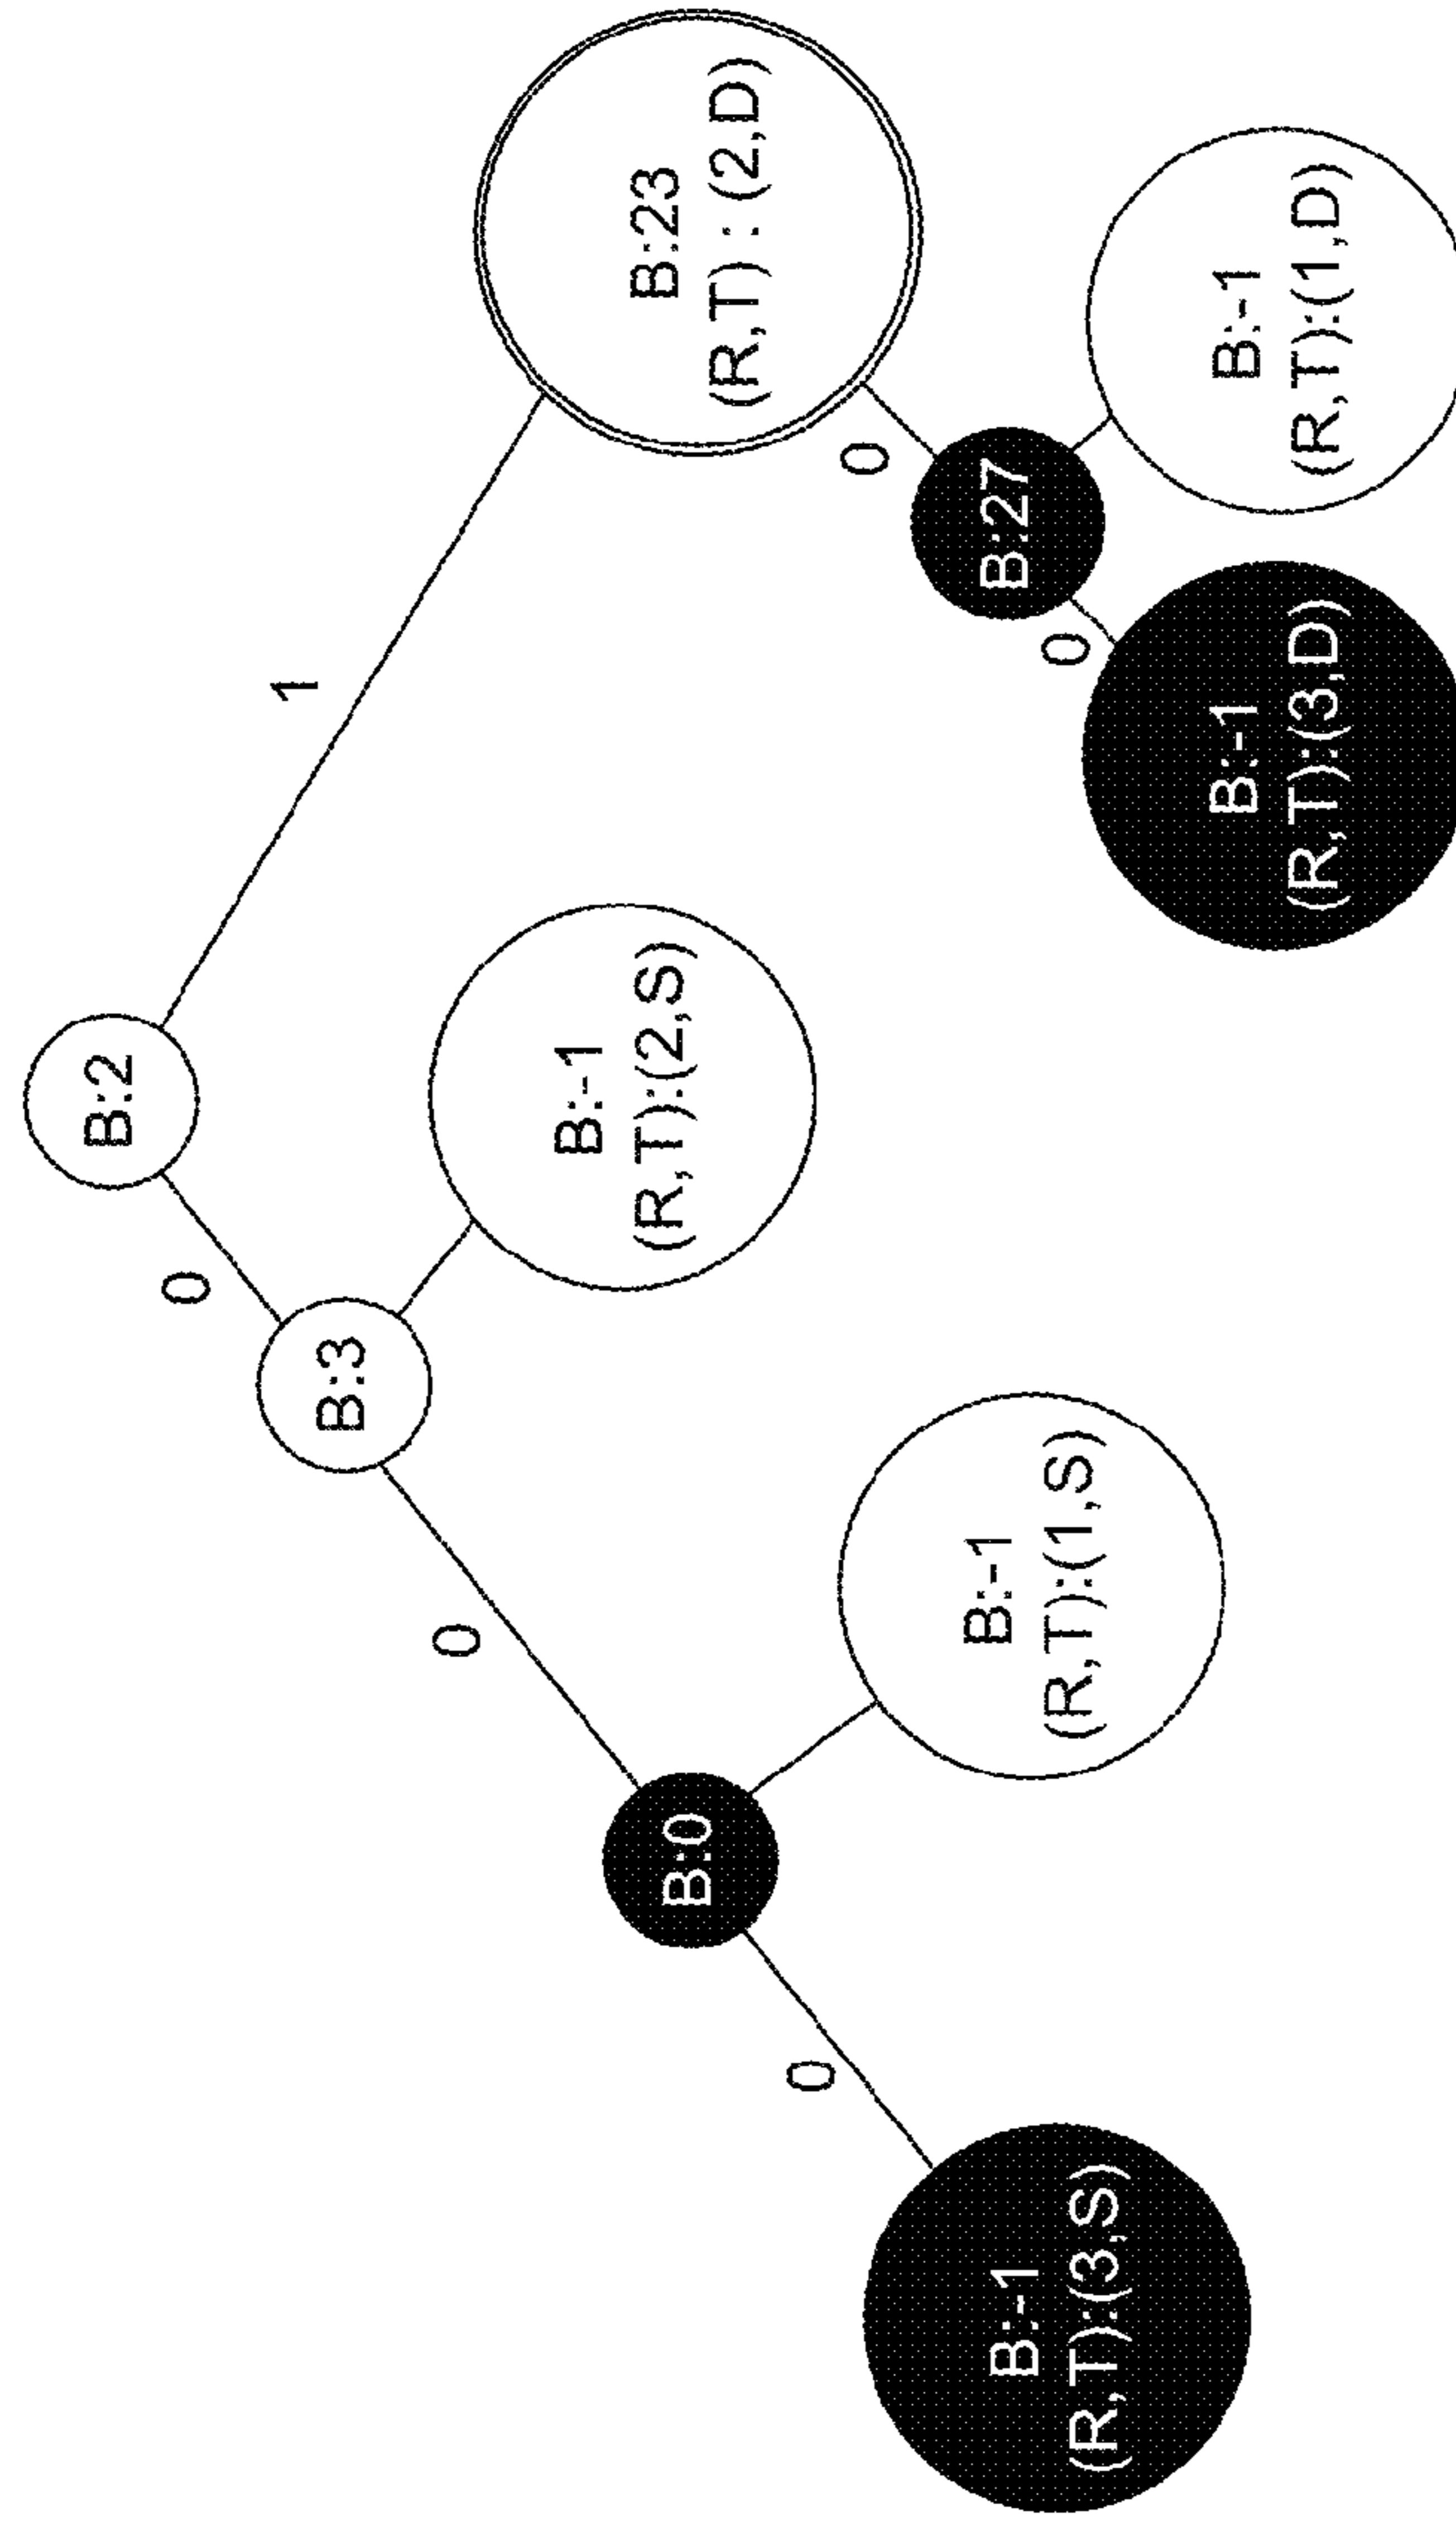 B:2
0
1
B:3
B:23
(R,T) : (2,D)
0
B:-1
(R,T):(2,S)
0
B:0
B:27
0
B:-1
(R,T):(1,S)
0
B:-1
(R,T):(3,S)
B:-1
(R,T):(3,D)
B:-1
(R,T):(1,D)